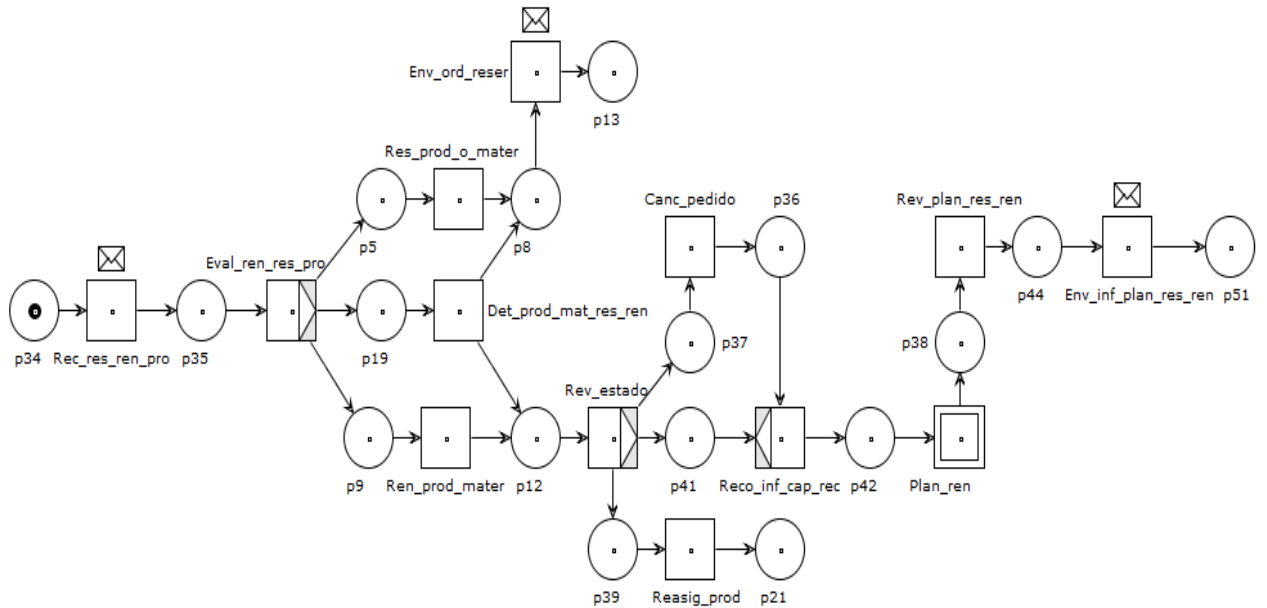 Env_ord_reser
p13
Res_prod_o_mater
p5
p8
Canc_pedido
p36
Rev_plan_res_ren
Eval_ren_res_pro
p34
Rec_res_ren_pro
p35
p19
Det_prod_mat_res_ren
p37
p44
Env_inf_plan_res_ren
p51
p38
Rev_estado
p9
Ren_prod_mater
p12
p41
Reco_inf_cap_rec
p42
Plan_ren
p39
Reasig_prod
p21